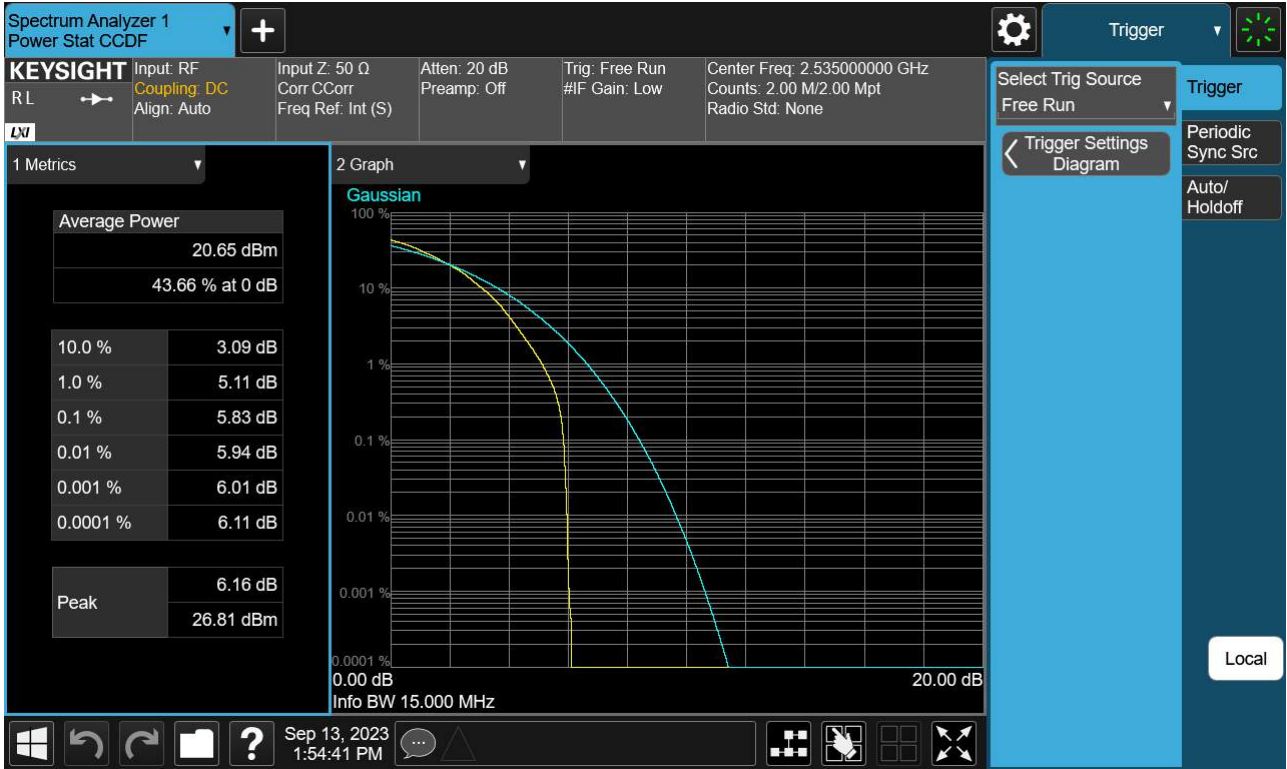 Spectrum Analyzer 1
Power Stat CCDF
Trigger
KEYSIGHT
R L
LXI
Input: RF
Coupling: DC
Align: Auto
Input Z: 50 Ω
Corr CCorr
Freq Ref: Int (S)
Atten: 20 dB
Preamp: Off
Trig: Free Run
#IF Gain: Low
Center Freq: 2.535000000 GHz
Counts: 2.00 M/2.00 Mpt
Radio Std: None
Select Trig Source
Free Run
Trigger Settings
Diagram
Trigger
Periodic
Sync Src
Auto/
Holdoff
1 Metrics
Average Power
20.65 dBm
43.66 % at 0 dB
10.0 % 3.09 dB
1.0 % 5.11 dB
0.1 % 5.83 dB
0.01 % 5.94 dB
0.001 % 6.01 dB
0.0001 % 6.11 dB
Peak
6.16 dB
26.81 dBm
2 Graph
Gaussian
100 %
10 %
1 %
0.1 %
0.01 %
0.001 %
0.0001 %
0.00 dB 20.00 dB
Info BW 15.000 MHz
Local
?
Sep 13, 2023
1:54:41 PM